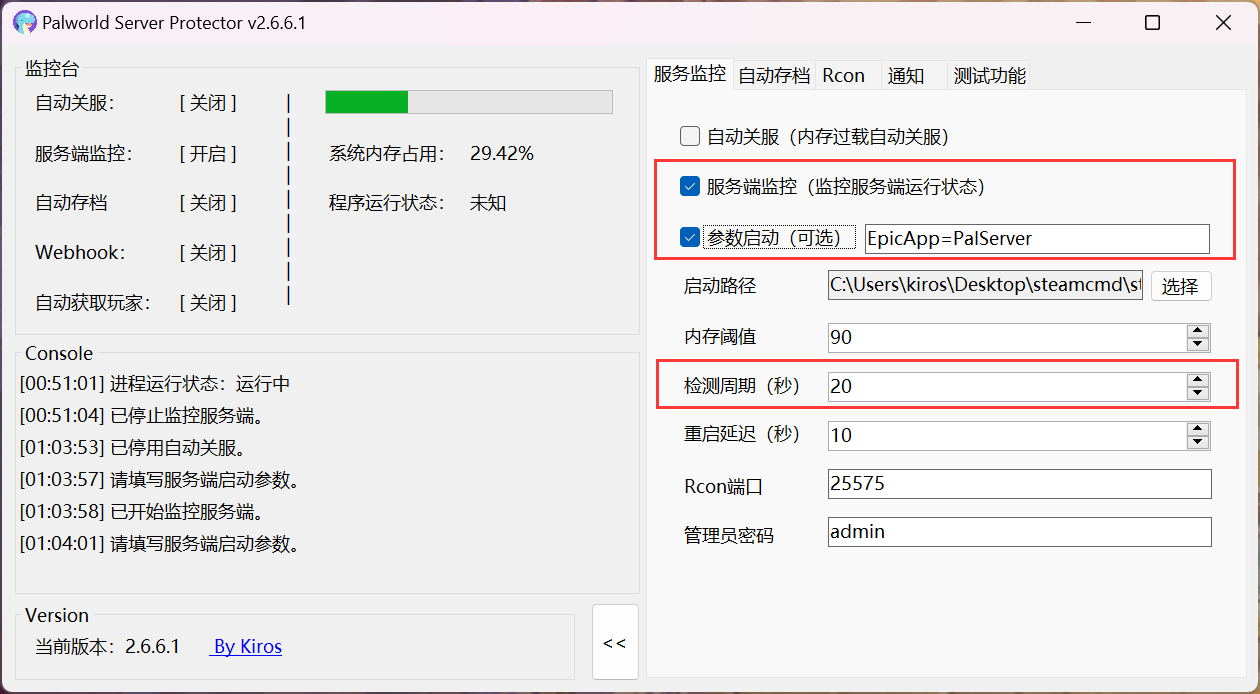 Palworld Server Protector v2.6.6.1
监控台
自动关服： [ 关闭 ]
服务端监控： [ 开启 ] 系统内存占用： 29.42%
自动存档 [ 关闭 ] 程序运行状态： 未知
Webhook： [ 关闭 ]
自动获取玩家： [ 关闭 ]
Console
[00:51:01] 进程运行状态：运行中
[00:51:04] 已停止监控服务端。
[01:03:53] 已停用自动关服。
[01:03:57] 请填写服务端启动参数。
[01:03:58] 已开始监控服务端。
[01:04:01] 请填写服务端启动参数。
Version
当前版本：2.6.6.1 By Kiros
<<
服务监控 自动存档 Rcon 通知 测试功能
自动关服（内存过载自动关服）
服务端监控（监控服务端运行状态）
参数启动（可选） EpicApp=PalServer
启动路径 C:\Users\kiros\Desktop\steamcmd\st 选择
内存阈值 90
检测周期（秒） 20
重启延迟（秒） 10
Rcon端口 25575
管理员密码 admin